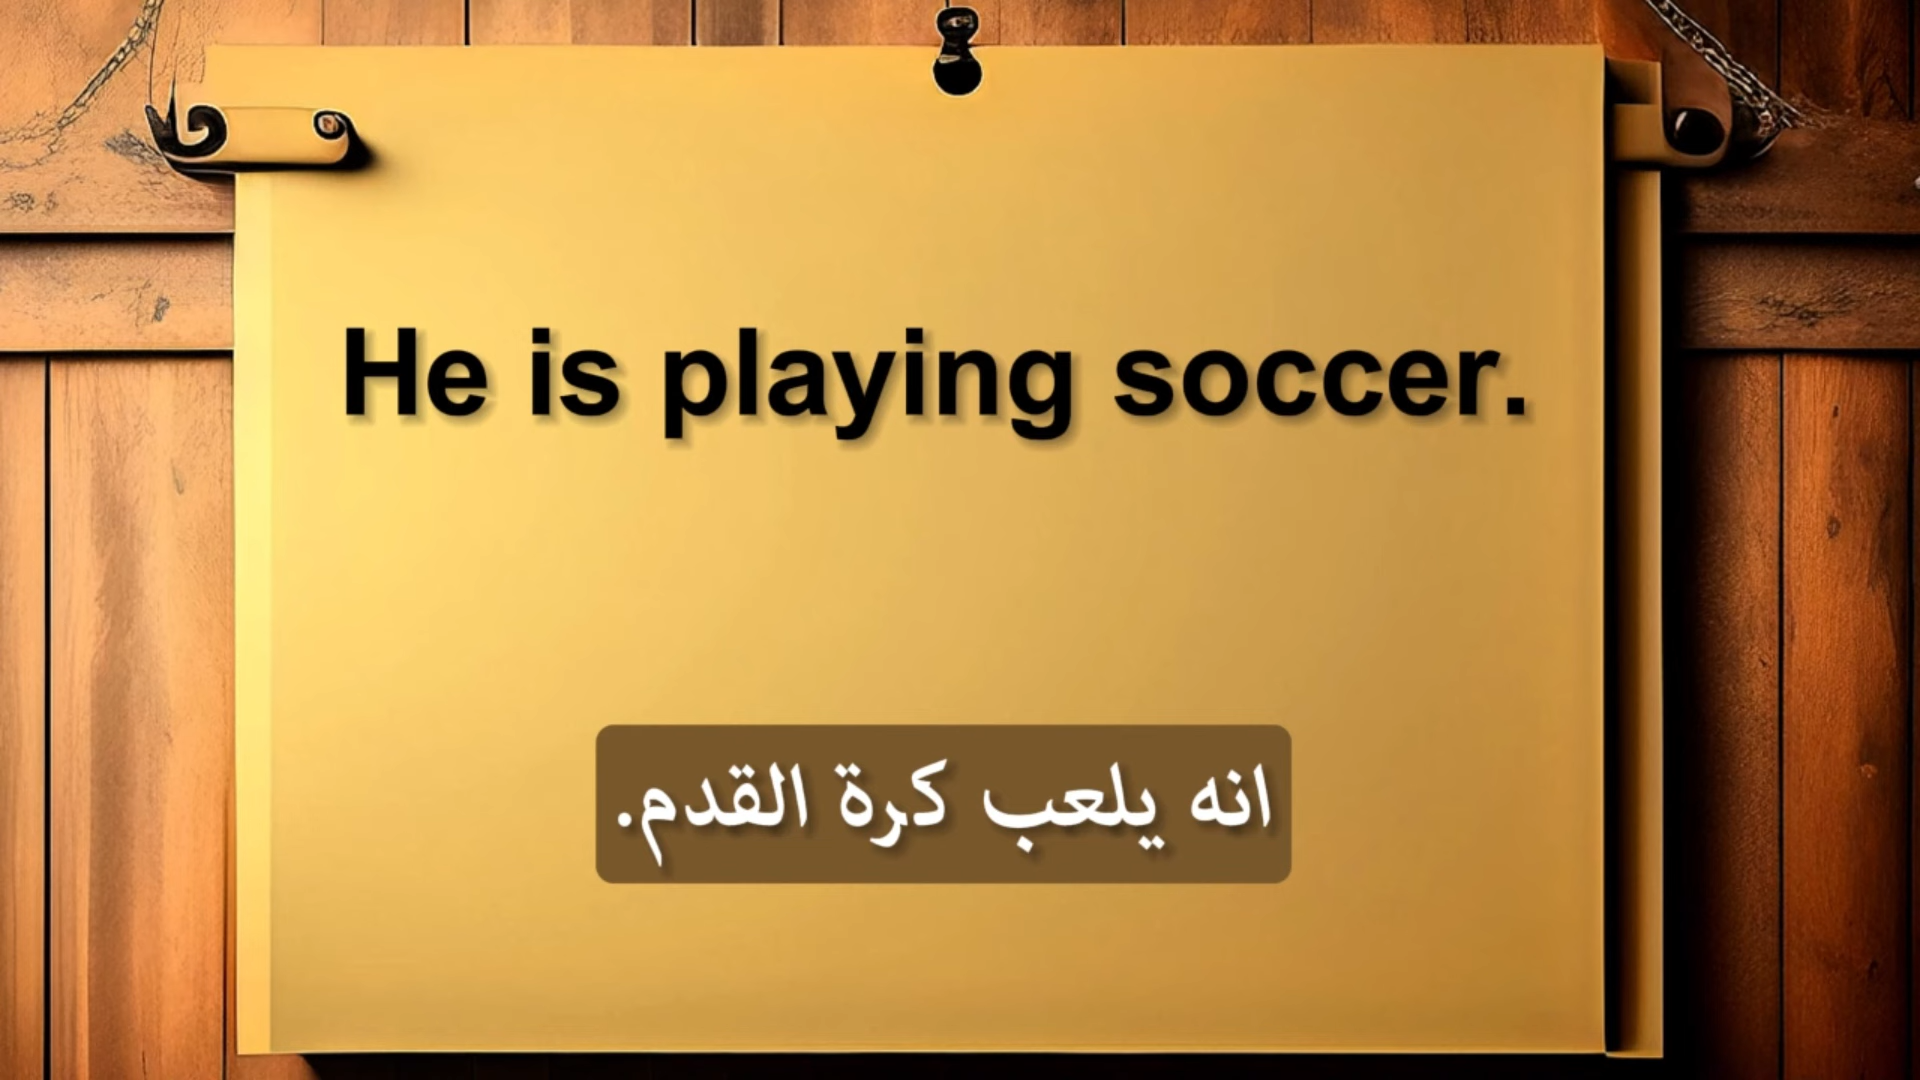 He is playing soccer.
انه يلعب كرة القدم.